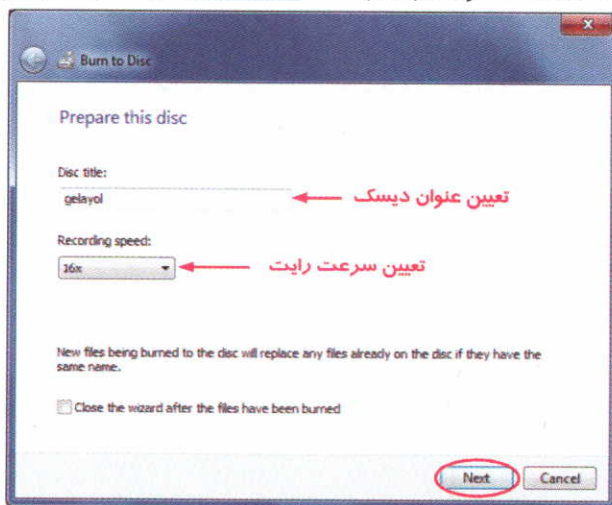 Burn to Disc
Prepare this disc
Disc title:
gelayol
تعیین عنوان دیسک
Recording speed:
16x
تعیین سرعت رایت
New files being burned to the disc will replace any files already on the disc if they have the
same name.
Close the wizard after the files have been burned
Next
Cancel